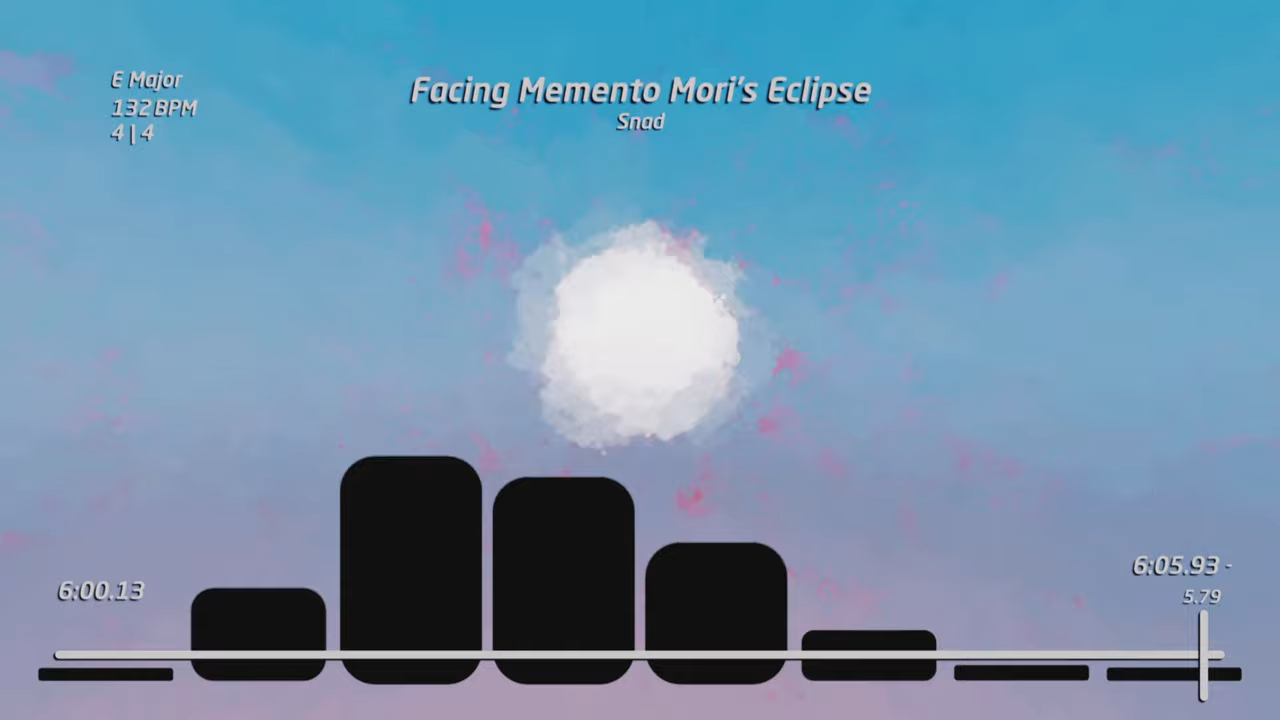 E Major
132 BPM
4|4
Facing Memento Mori's Eclipse
Snad
6:00.13
6:05.93 -
5.79